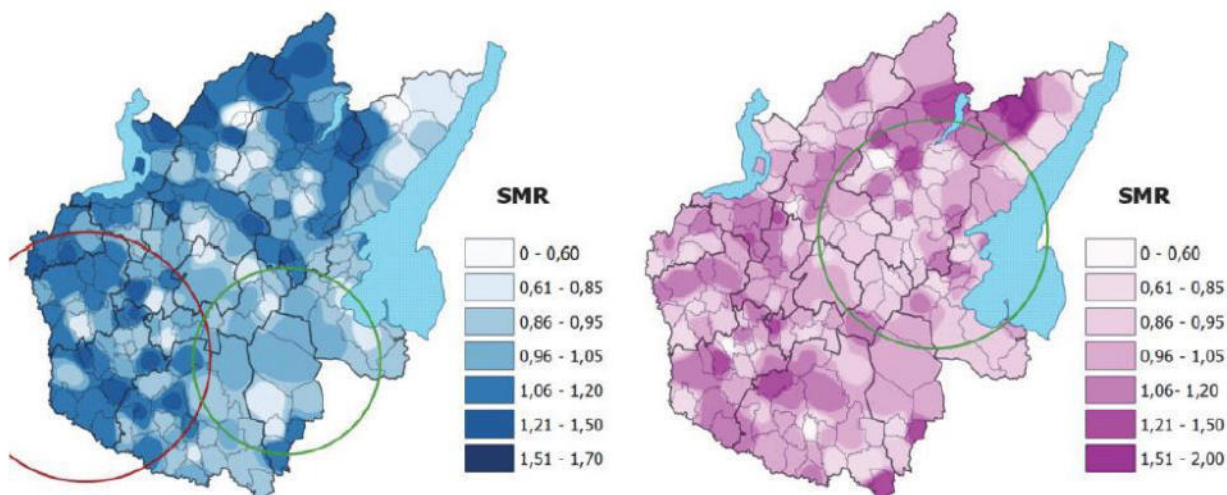 SMR
0 - 0,60
0,61 - 0,85
0,86 - 0,95
0,96 - 1,05
1,06 - 1,20
1,21 - 1,50
1,51 - 1,70
SMR
0 - 0,60
0,61 - 0,85
0,86 - 0,95
0,96 - 1,05
1,06- 1,20
1,21 - 1,50
1,51 - 2,00